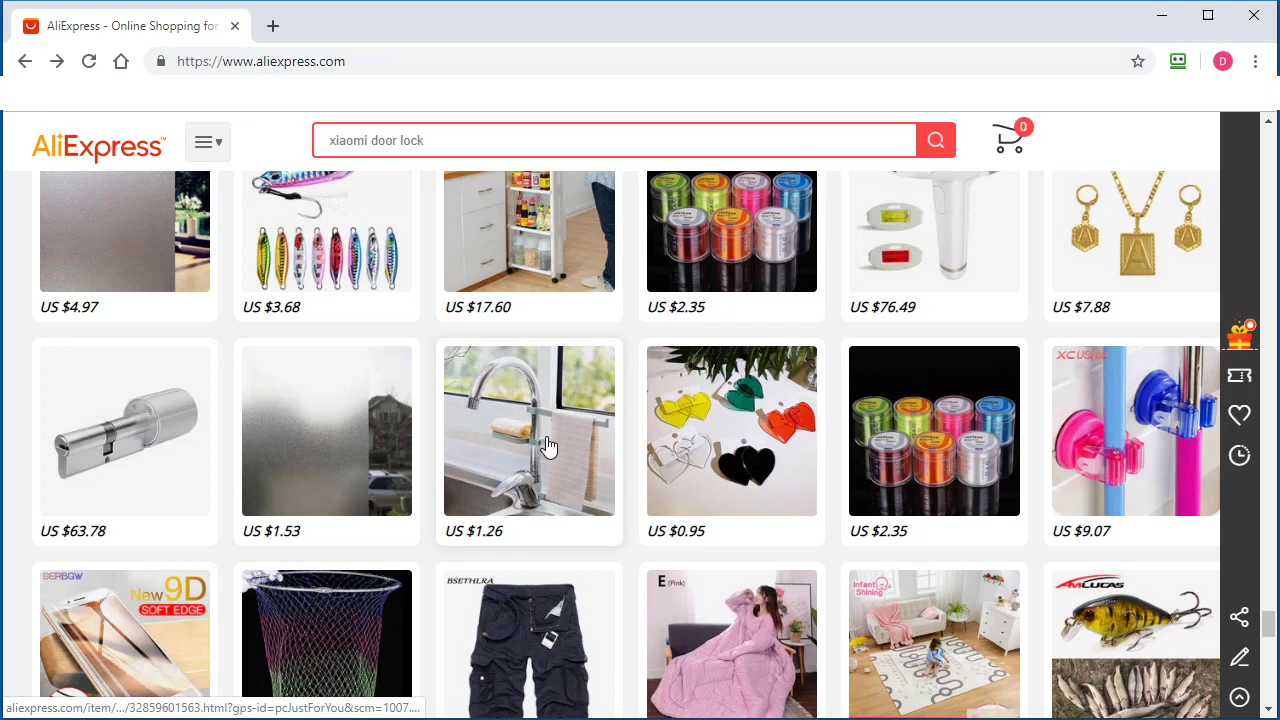 AliExpress - Online Shopping for
https://www.aliexpress.com
D
AliExpress™
xiaomi door lock
0
US $4.97
US $3.68
US $17.60
US $2.35
US $76.49
US $7.88
A
A
A
US $63.78
US $1.53
US $1.26
US $0.95
US $2.35
US $9.07
SERBGW
New 9D
SOFT EDGE
BSETHLRA
E (Pink)
Infant
Shining
AMLUCAS
aliexpress.com/item/.../32859601563.html?gps-id=pcJustForYou&scm=1007....